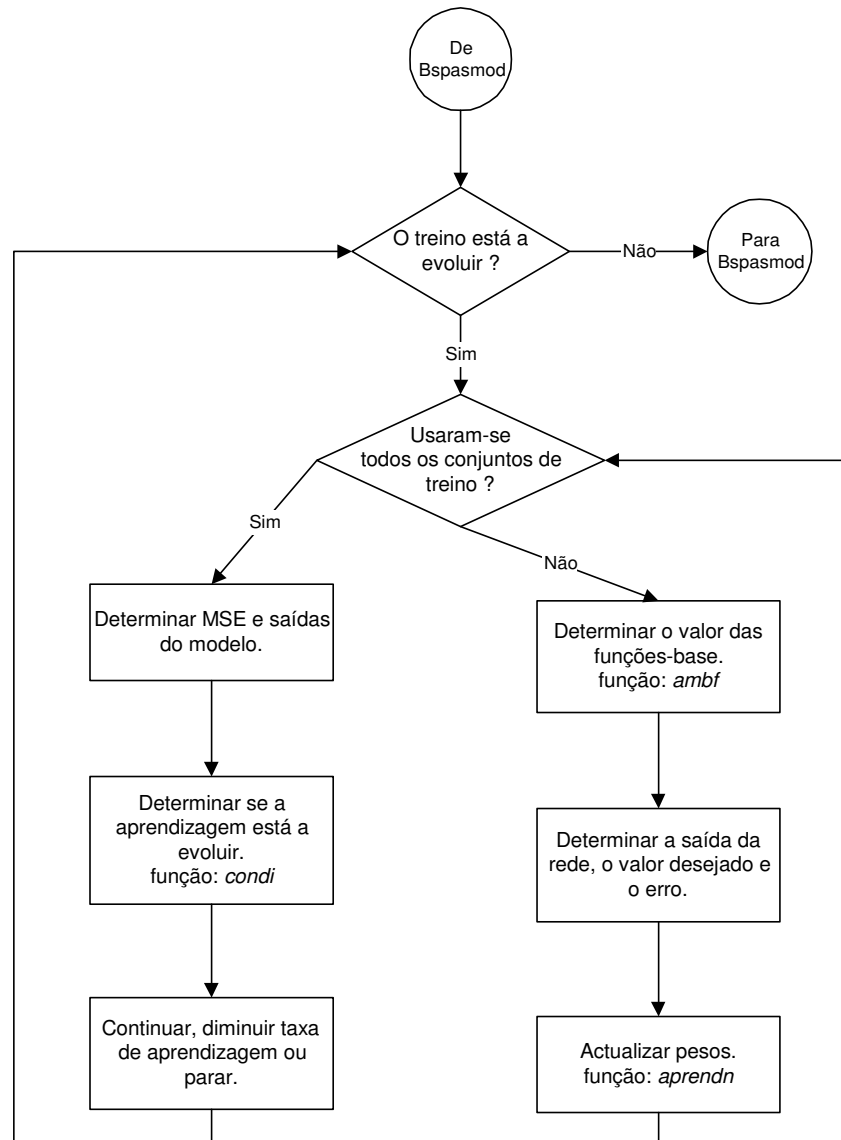 De
Bspasmod
O treino está a
evoluir ?
Não
Para
Bspasmod
Sim
Usaram-se
todos os conjuntos de
treino ?
Sim
Não
Determinar MSE e saídas
do modelo.
Determinar o valor das
funções-base.
função: ambf
Determinar se a
aprendizagem está a
evoluir.
função: condi
Determinar a saída da
rede, o valor desejado e
o erro.
Continuar, diminuir taxa
de aprendizagem ou
parar.
Actualizar pesos.
função: aprendn